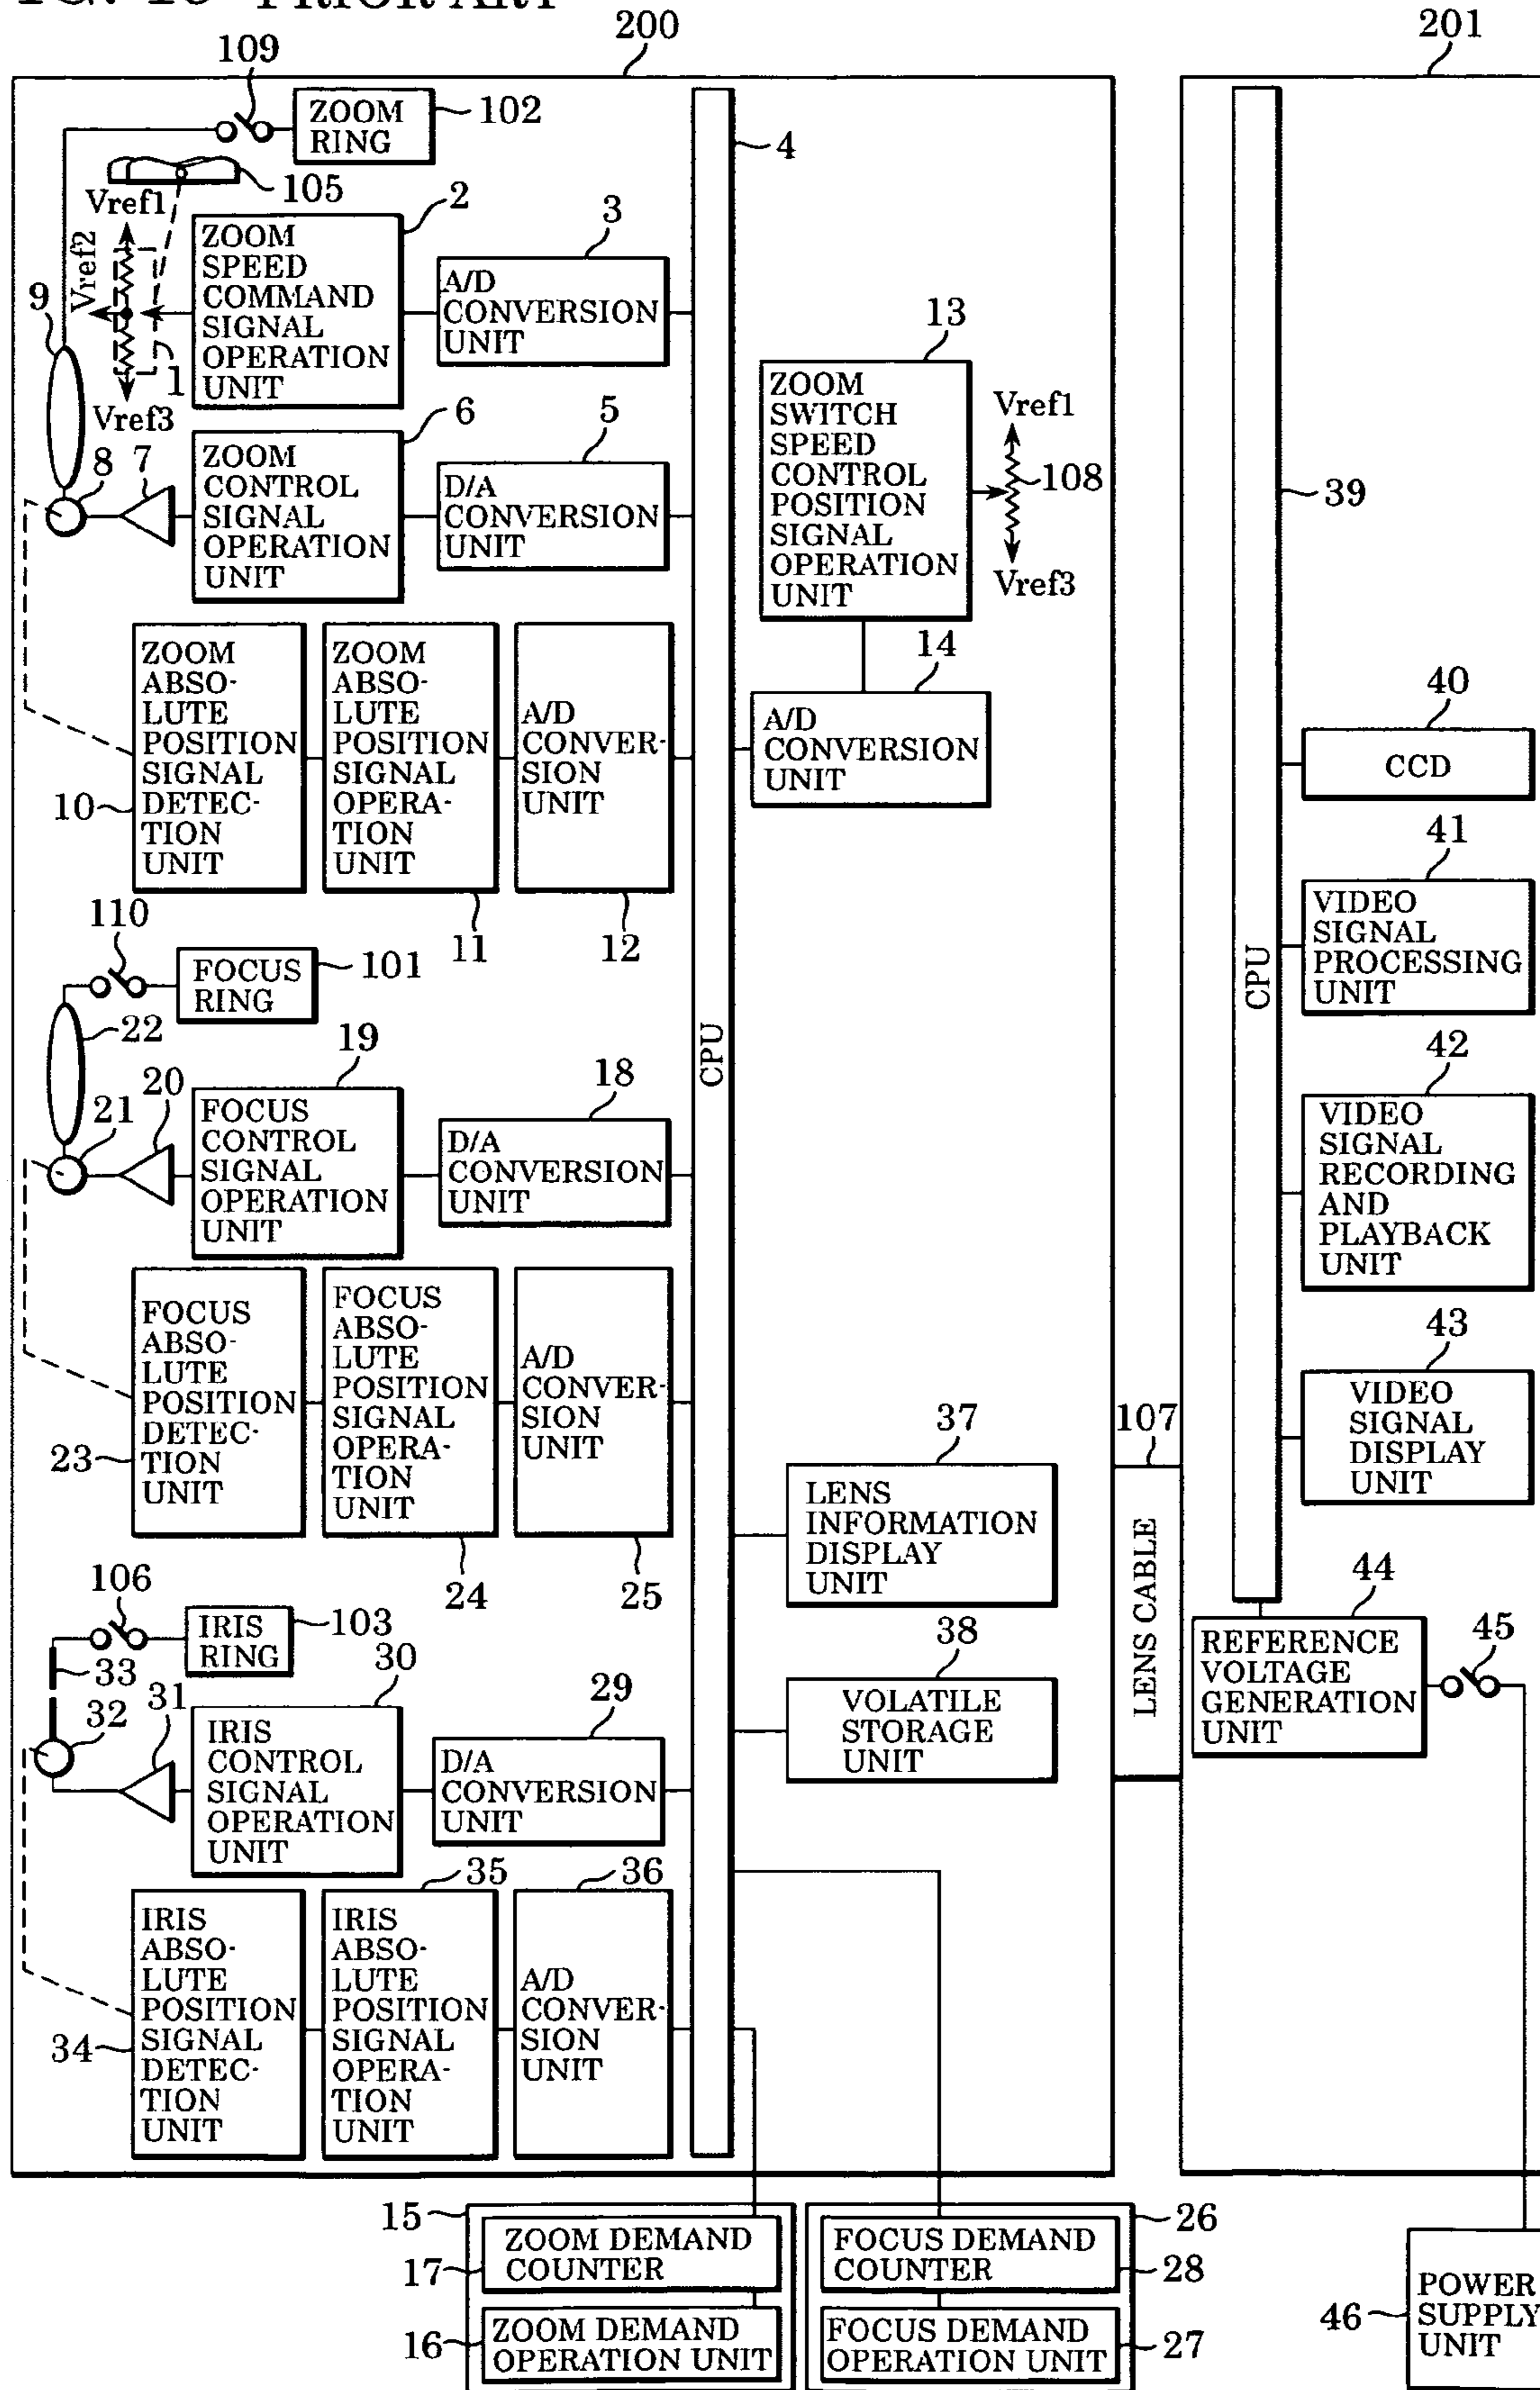 PRIOR ART
200
201
109
ZOOM
RING
102
4
105
Vref1
Vref2
Vref3
1
2
ZOOM
SPEED
COMMAND
SIGNAL
OPERATION
UNIT
3
A/D
CONVERSION
UNIT
9
8
7
6
ZOOM
CONTROL
SIGNAL
OPERATION
UNIT
5
D/A
CONVERSION
UNIT
13
ZOOM
SWITCH
SPEED
CONTROL
POSITION
SIGNAL
OPERATION
UNIT
Vref1
108
Vref3
14
A/D
CONVERSION
UNIT
39
ZOOM
ABSO-
LUTE
POSITION
SIGNAL
DETEC-
TION
UNIT
10
ZOOM
ABSO-
LUTE
POSITION
SIGNAL
OPERA-
TION
UNIT
11
A/D
CONVER-
SION
UNIT
12
40
CCD
41
VIDEO
SIGNAL
PROCESSING
UNIT
CPU
42
VIDEO
SIGNAL
RECORDING
AND
PLAYBACK
UNIT
43
VIDEO
SIGNAL
DISPLAY
UNIT
110
FOCUS
RING
101
22
21
20
19
FOCUS
CONTROL
SIGNAL
OPERATION
UNIT
18
D/A
CONVERSION
UNIT
CPU
FOCUS
ABSO-
LUTE
POSITION
DETEC-
TION
UNIT
23
FOCUS
ABSO-
LUTE
POSITION
SIGNAL
OPERA-
TION
UNIT
24
A/D
CONVER-
SION
UNIT
25
37
LENS
INFORMATION
DISPLAY
UNIT
107
LENS CABLE
38
VOLATILE
STORAGE
UNIT
44
REFERENCE
VOLTAGE
GENERATION
UNIT
45
106
IRIS
RING
103
33
32
31
30
IRIS
CONTROL
SIGNAL
OPERATION
UNIT
29
D/A
CONVERSION
UNIT
IRIS
ABSO-
LUTE
POSITION
SIGNAL
DETEC-
TION
UNIT
34
35
IRIS
ABSO-
LUTE
POSITION
SIGNAL
OPERA-
TION
UNIT
36
A/D
CONVER-
SION
UNIT
15
ZOOM DEMAND
COUNTER
17
ZOOM DEMAND
OPERATION UNIT
16
26
FOCUS DEMAND
COUNTER
28
FOCUS DEMAND
OPERATION UNIT
27
POWER
SUPPLY
UNIT
46